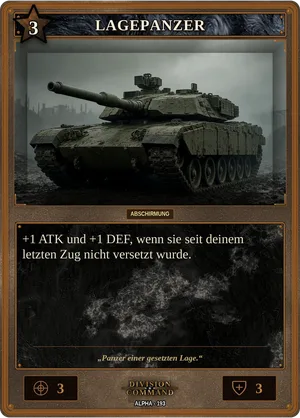 3
LAGEPANZER
ABSCHIRMUNG
+1 ATK und +1 DEF, wenn sie seit deinem
letzten Zug nicht versetzt wurde.
„Panzer einer gesetzten Lage.“
3
DIVISION
COMMAND
3
ALPHA · 193